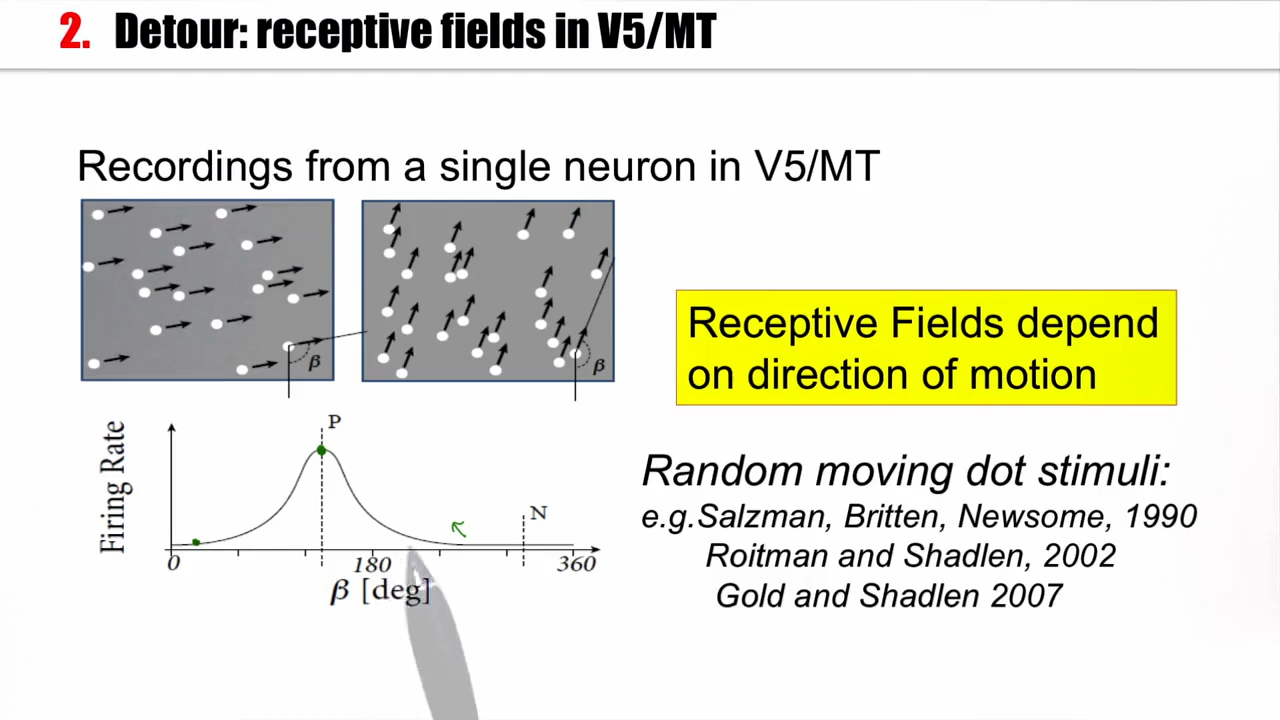 2. Detour: receptive fields in V5/MT
Recordings from a single neuron in V5/MT
β
β
Receptive Fields depend
on direction of motion
Firing Rate
P
N
0
180
360
β [deg]
Random moving dot stimuli:
e.g.Salzman, Britten, Newsome, 1990
Roitman and Shadlen, 2002
Gold and Shadlen 2007